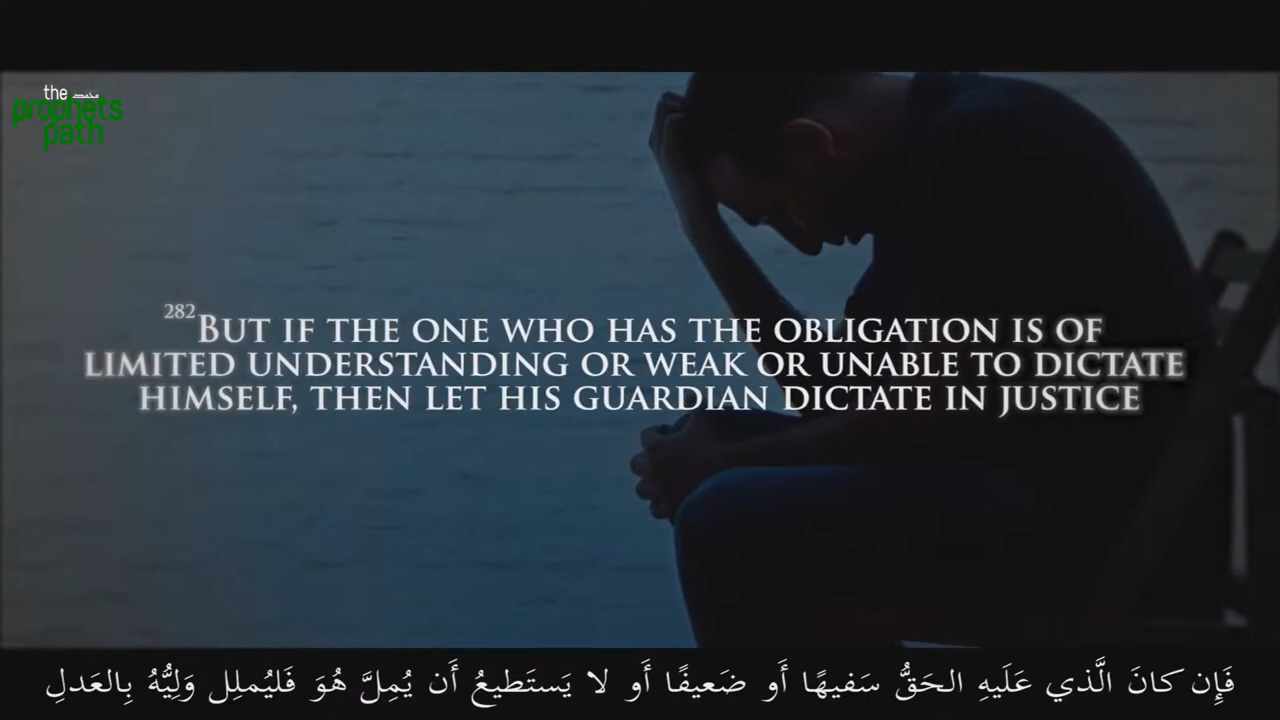 the
prophets
path
282 BUT IF THE ONE WHO HAS THE OBLIGATION IS OF
LIMITED UNDERSTANDING OR WEAK OR UNABLE TO DICTATE
HIMSELF, THEN LET HIS GUARDIAN DICTATE IN JUSTICE
فَإِن كانَ الَّذي عَلَيهِ الحَقُّ سَفيهًا أَو ضَعيفًا أَو لا يَستَطيعُ أَن يُمِلَّ هُوَ فَليُملِل وَلِيُّهُ بِالعَدلِ